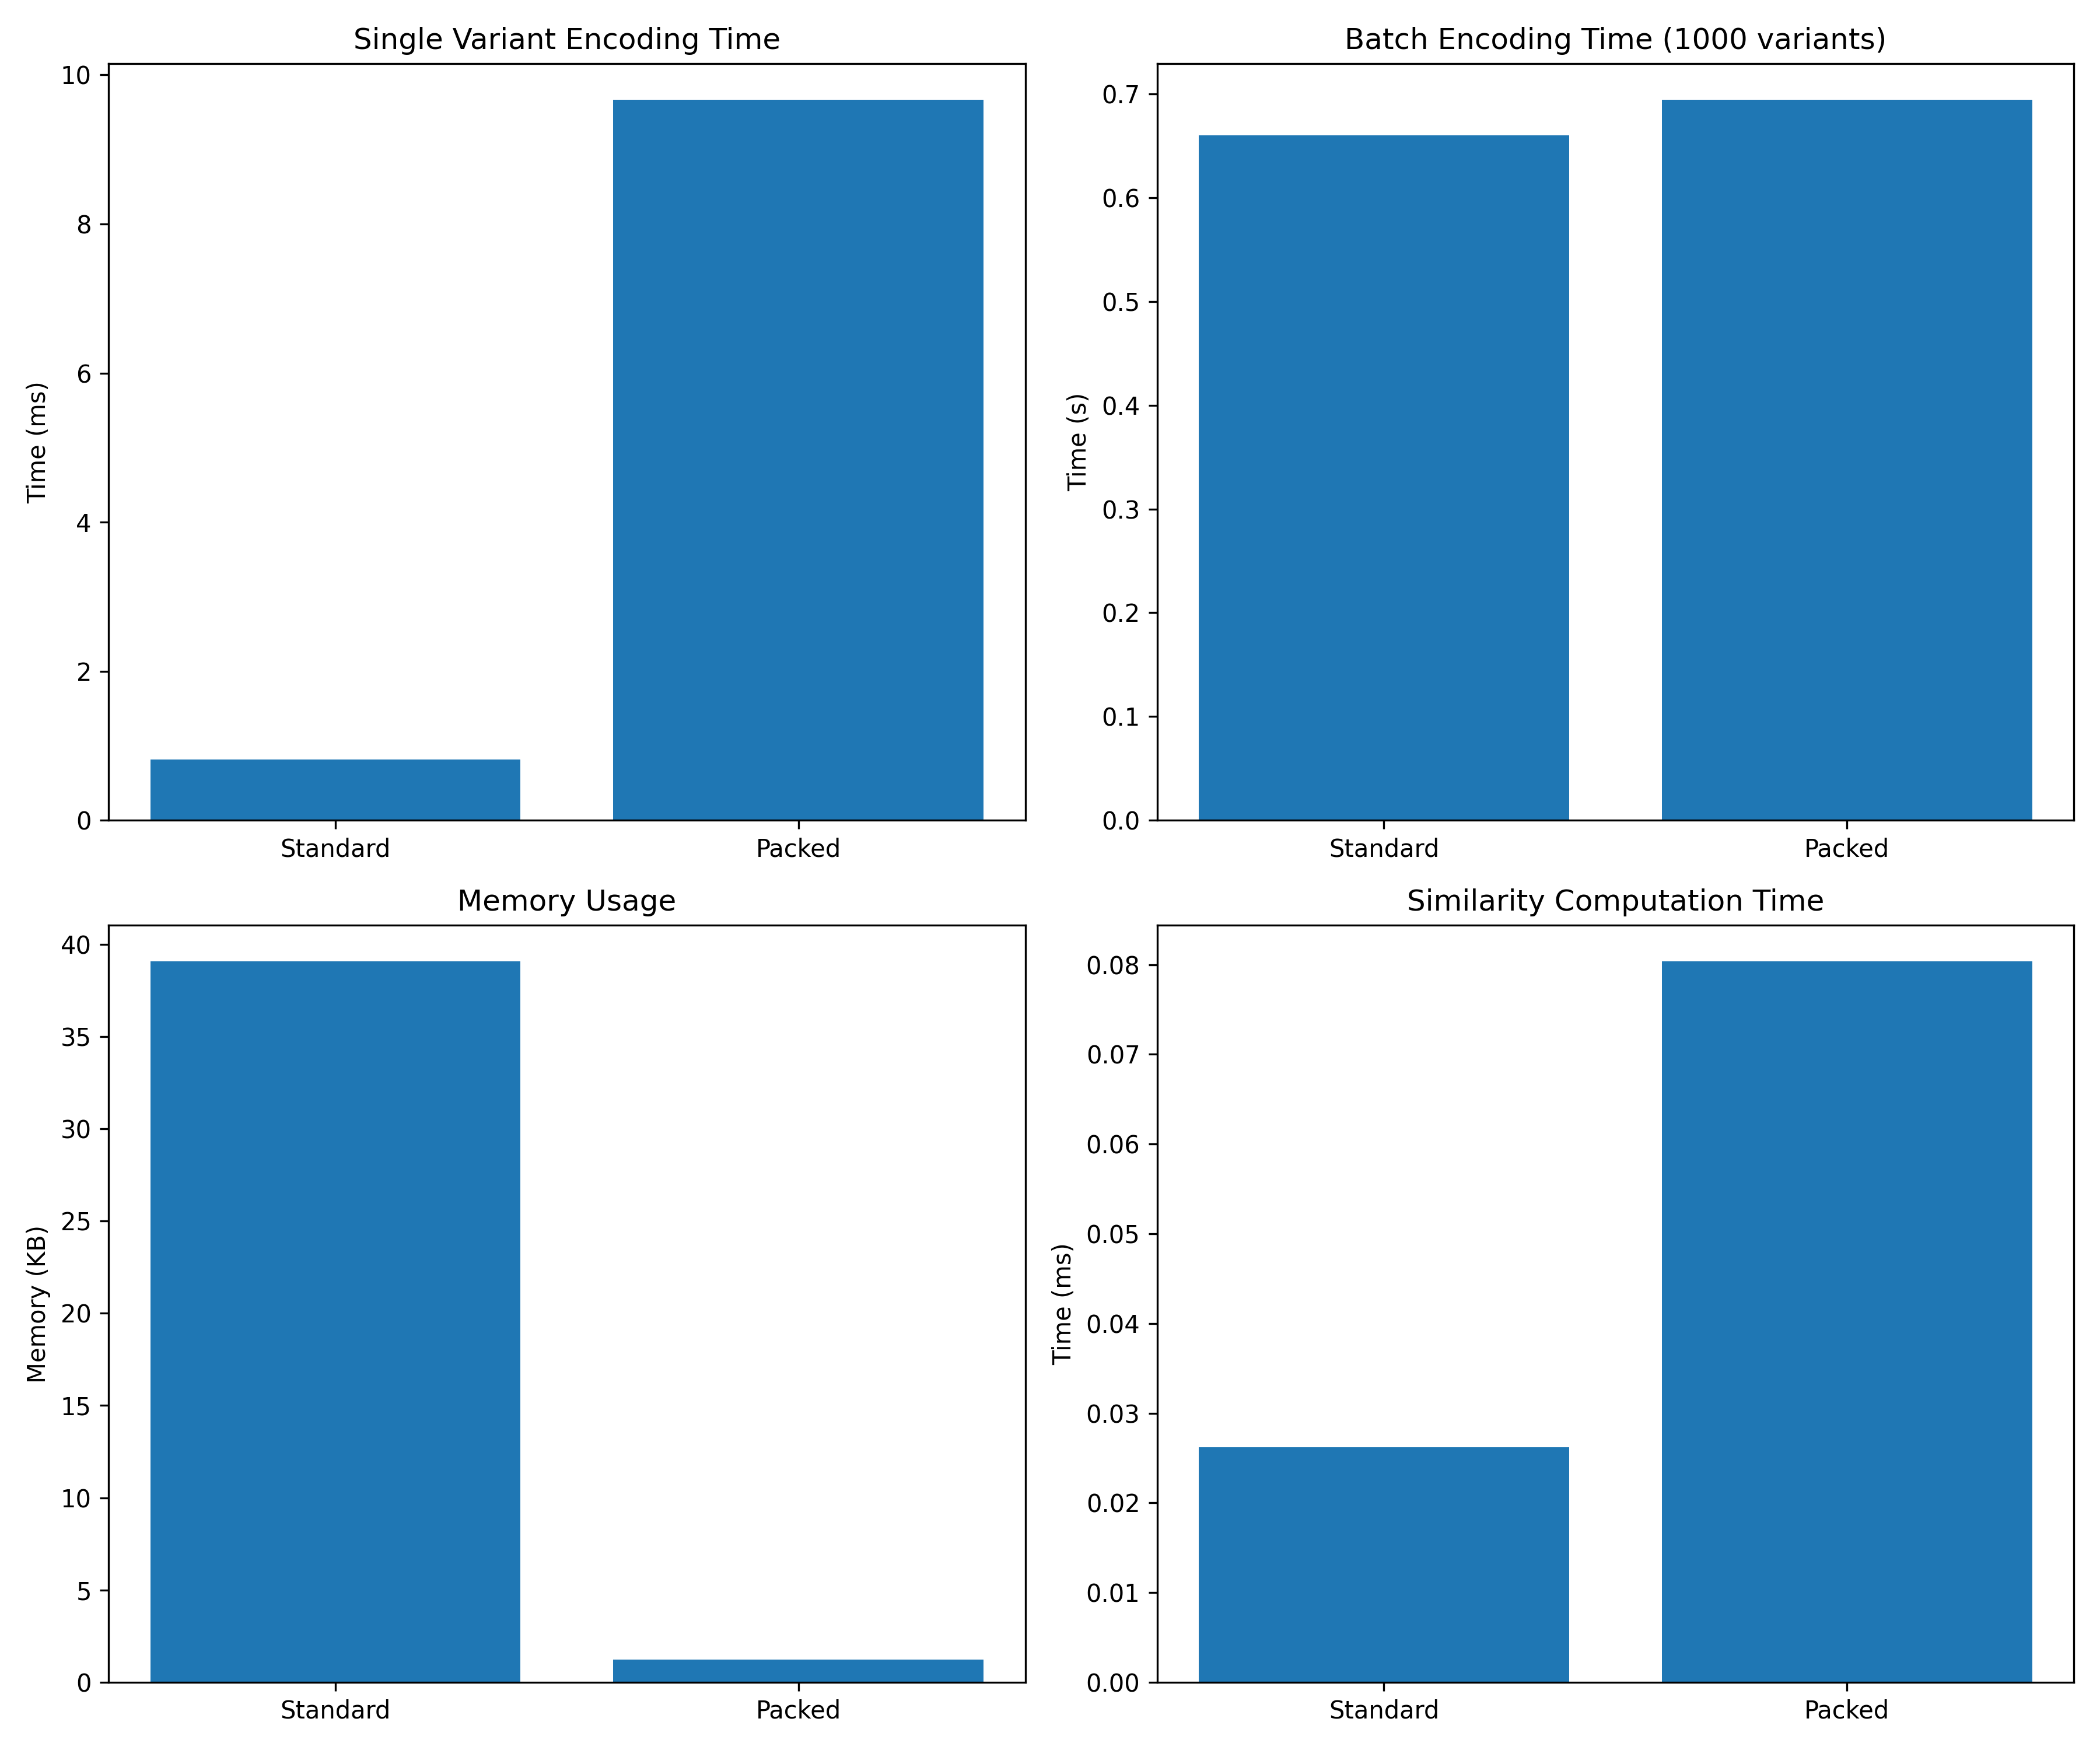 Single Variant Encoding Time
10
8
6
4
2
0
Time (ms)
Standard Packed
Batch Encoding Time (1000 variants)
0.7
0.6
0.5
0.4
0.3
0.2
0.1
0.0
Time (s)
Standard Packed
Memory Usage
40
35
30
25
20
15
10
5
0
Memory (KB)
Standard Packed
Similarity Computation Time
0.08
0.07
0.06
0.05
0.04
0.03
0.02
0.01
0.00
Time (ms)
Standard Packed